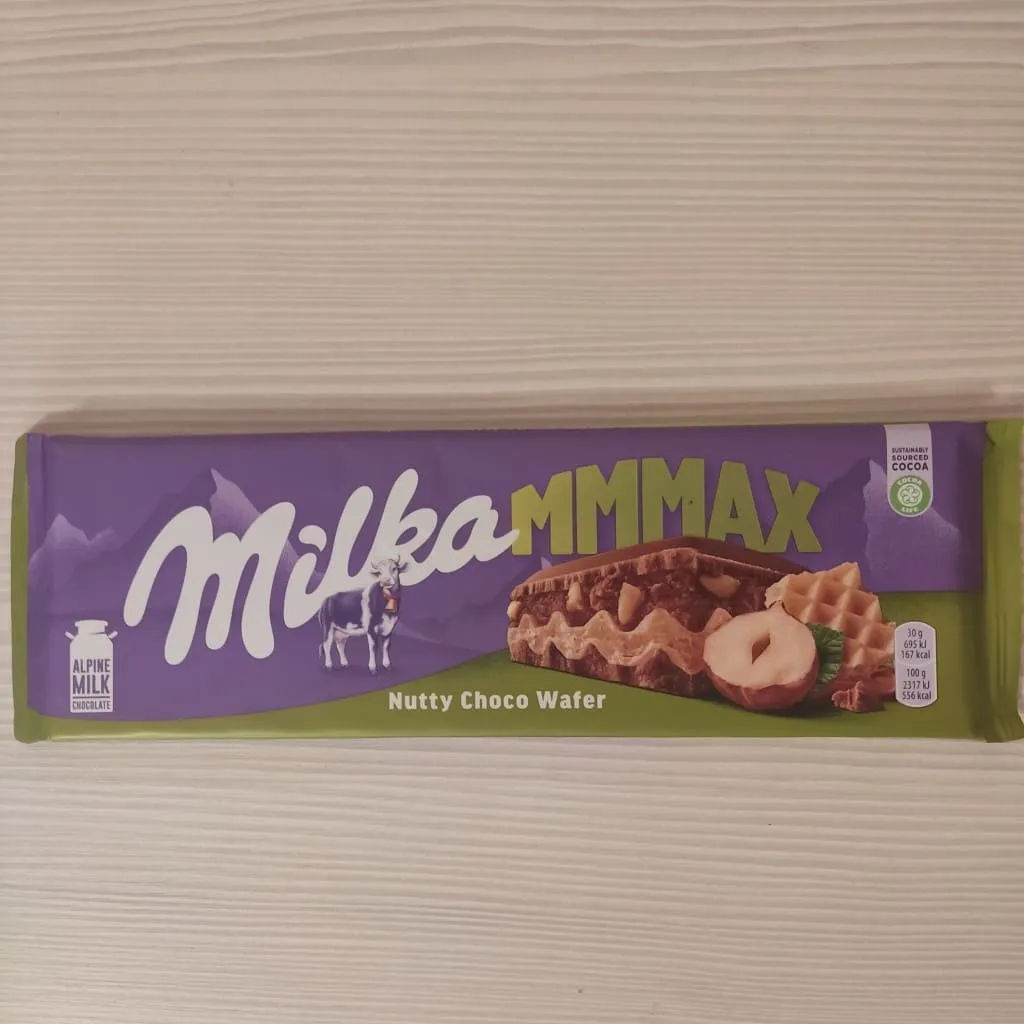 Milka MMMAX
Nutty Choco Wafer
ALPINE
MILK
CHOCOLATE
SUSTAINABLY
SOURCED
COCOA
COCOA
LIFE
30 g
695 kJ
167 kcal
100 g
2317 kJ
556 kcal